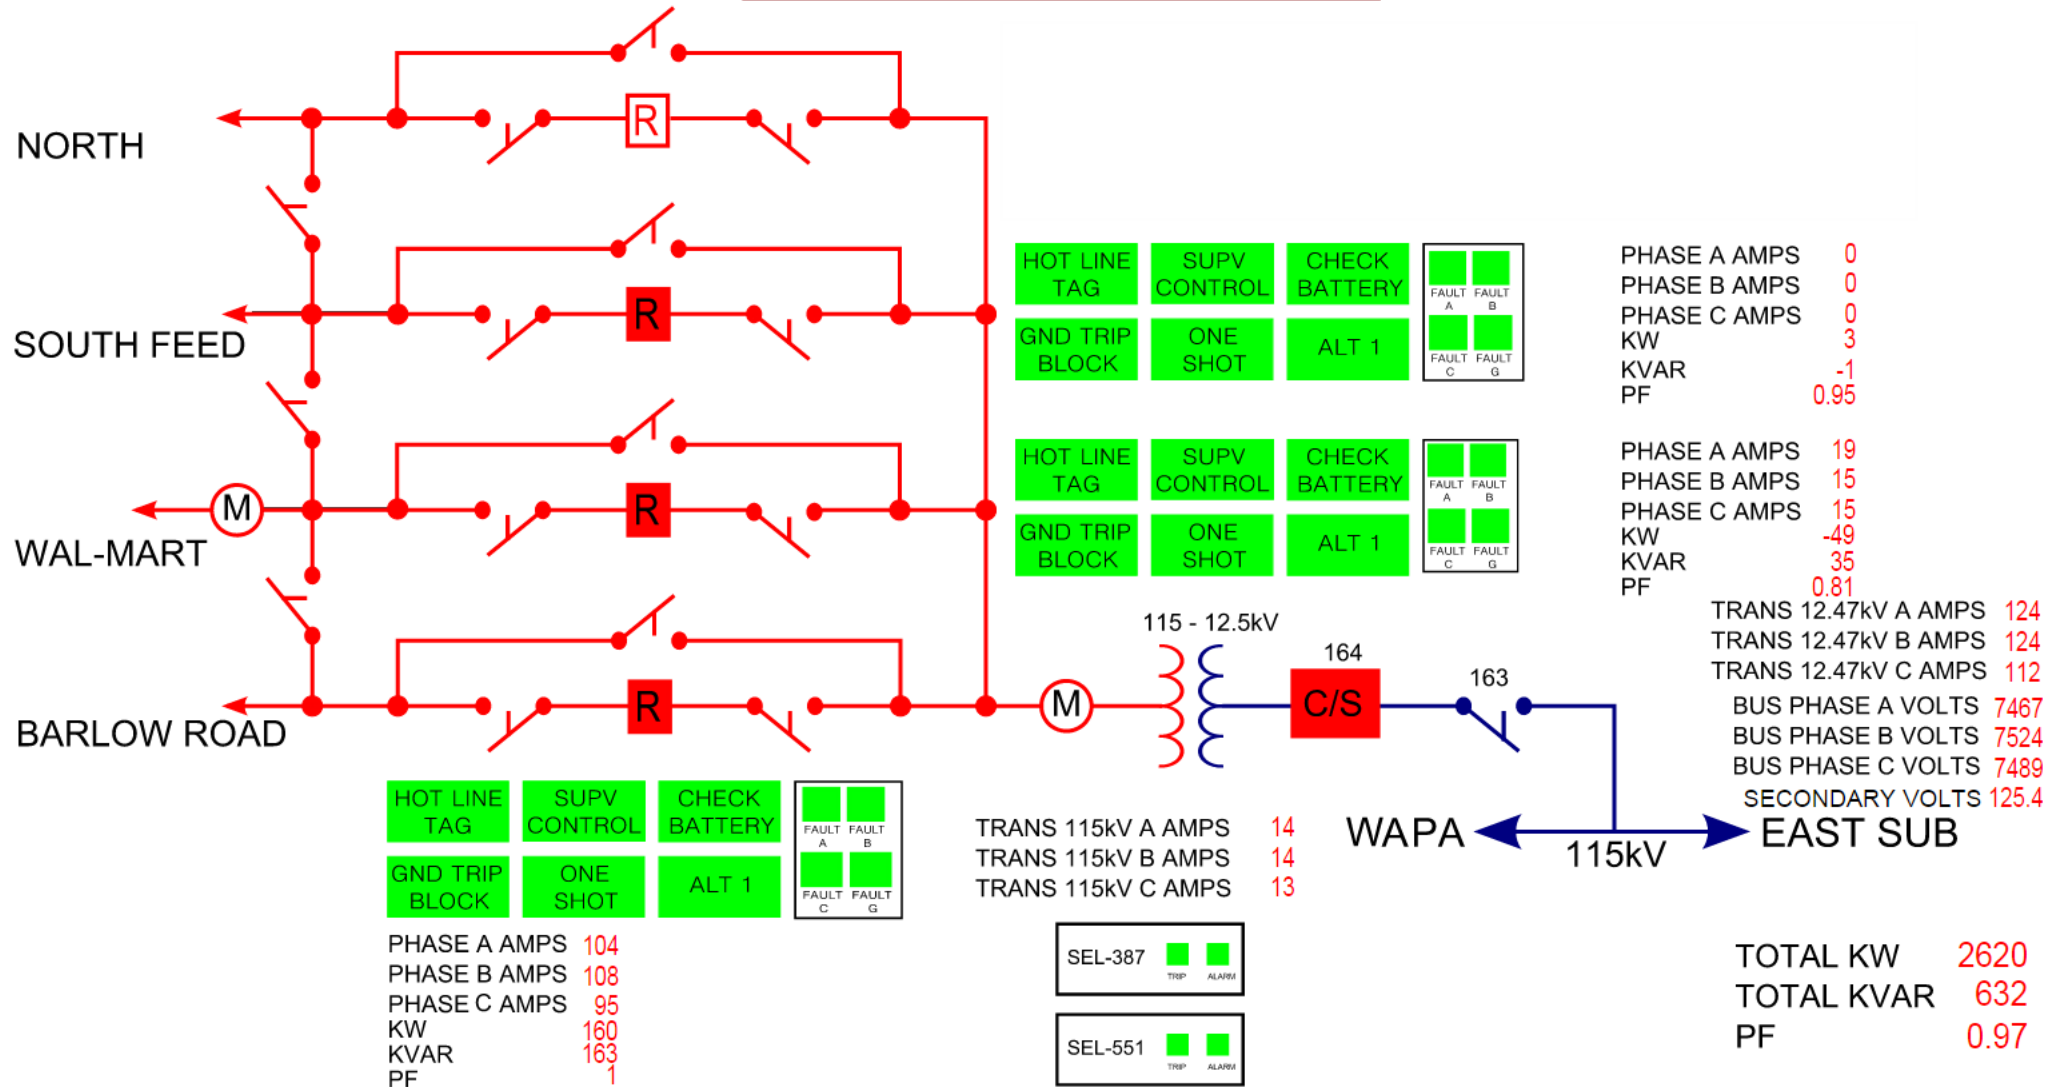 NORTH
R
SOUTH FEED
R
HOT LINE TAG
SUPV CONTROL
CHECK BATTERY
FAULT A
FAULT B
GND TRIP BLOCK
ONE SHOT
ALT 1
FAULT C
FAULT G
PHASE A AMPS 0
PHASE B AMPS 0
PHASE C AMPS 0
KW 3
KVAR -1
PF 0.95
WAL-MART
M
R
HOT LINE TAG
SUPV CONTROL
CHECK BATTERY
FAULT A
FAULT B
GND TRIP BLOCK
ONE SHOT
ALT 1
FAULT C
FAULT G
PHASE A AMPS 19
PHASE B AMPS 15
PHASE C AMPS 15
KW -49
KVAR 35
PF 0.81
BARLOW ROAD
R
M
115 - 12.5kV
164
C/S
163
TRANS 12.47kV A AMPS 124
TRANS 12.47kV B AMPS 124
TRANS 12.47kV C AMPS 112
BUS PHASE A VOLTS 7467
BUS PHASE B VOLTS 7524
BUS PHASE C VOLTS 7489
SECONDARY VOLTS 125.4
WAPA
115kV
EAST SUB
HOT LINE TAG
SUPV CONTROL
CHECK BATTERY
FAULT A
FAULT B
GND TRIP BLOCK
ONE SHOT
ALT 1
FAULT C
FAULT G
PHASE A AMPS 104
PHASE B AMPS 108
PHASE C AMPS 95
KW 160
KVAR 163
PF 1
TRANS 115kV A AMPS 14
TRANS 115kV B AMPS 14
TRANS 115kV C AMPS 13
SEL-387
TRIP ALARM
SEL-551
TRIP ALARM
TOTAL KW 2620
TOTAL KVAR 632
PF 0.97